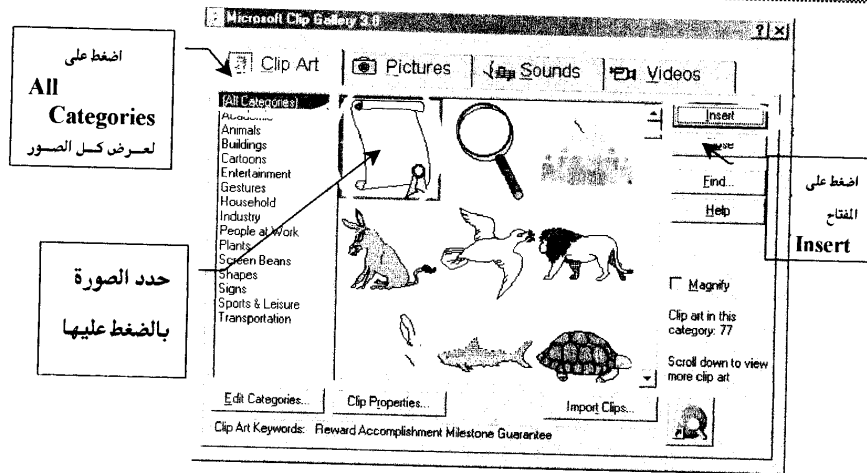 Microsoft Clip Gallery 3.0
Clip Art
Pictures
Sounds
Videos
اضغط على
All
Categories
لعرض كل الصور
(All Categories)
Academic
Animals
Buildings
Cartoons
Entertainment
Gestures
Household
Industry
People at Work
Plants
Screen Beans
Shapes
Signs
Sports & Leisure
Transportation
حدد الصورة
بالضغط عليها
Insert
Find...
Help
اضغط على
المفتاح
Insert
Magnify
Clip art in this
category: 77
Scroll down to view
more clip art
Edit Categories...
Clip Properties...
Import Clips...
Clip Art Keywords: Reward Accomplishment Milestone Guarantee